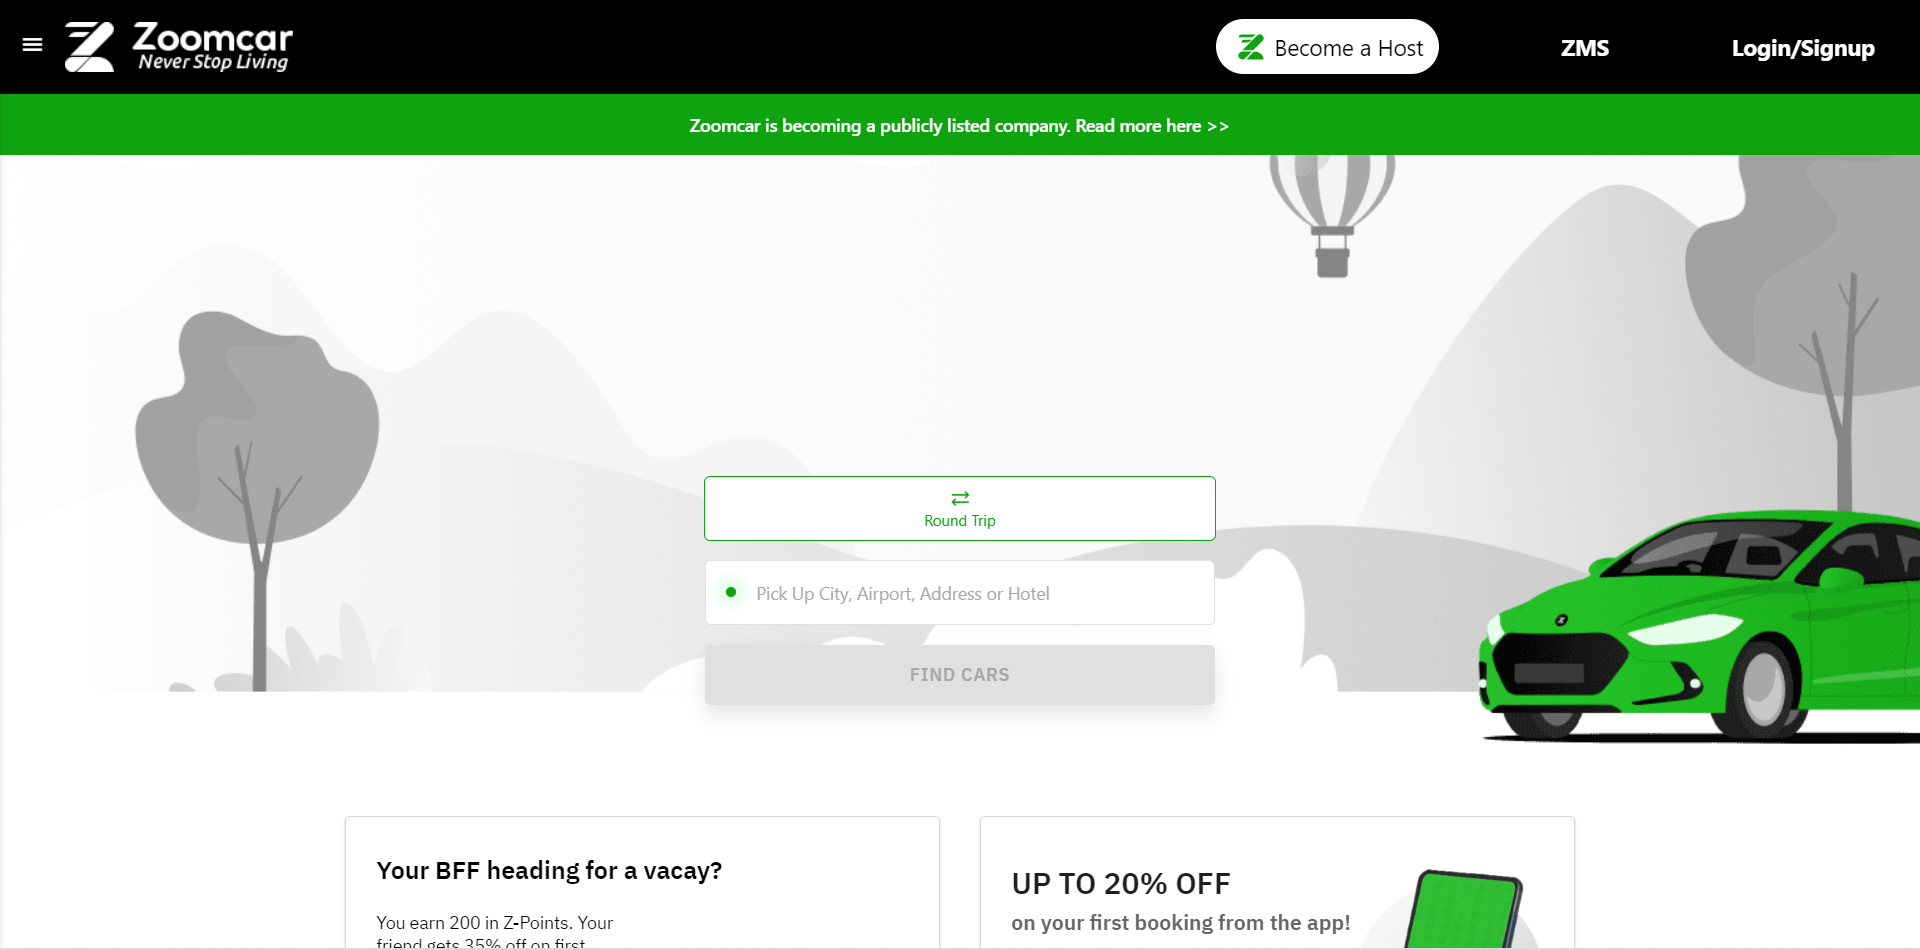 Zoomcar
Never Stop Living
Become a Host
ZMS
Login/Signup
Zoomcar is becoming a publicly listed company. Read more here >>
Round Trip
Pick Up City, Airport, Address or Hotel
FIND CARS
Your BFF heading for a vacay?
You earn 200 in Z-Points. Your
friend gets 35% off on first
UP TO 20% OFF
on your first booking from the app!